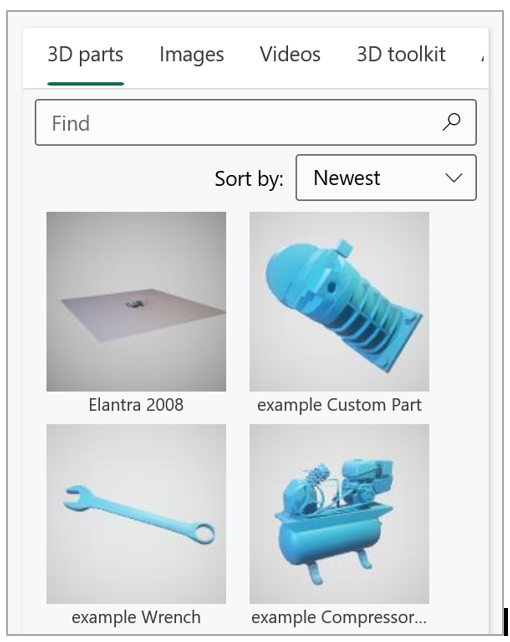 3D parts Images Videos 3D toolkit
Find
Sort by: Newest
Elantra 2008 example Custom Part
example Wrench example Compressor...